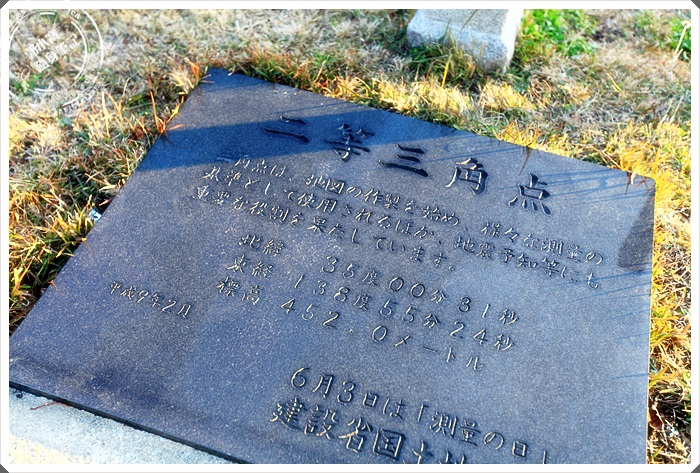 二等三角点
三角点は、地図の作製を始め、様々な測量の
基準として使用されるほか、地震予知等にも
重要な役割を果たしています。
北緯 35度00分31秒
東経 138度55分24秒
標高 452.0メートル
平成9年2月
6月3日は「測量の日」
建設省国土地